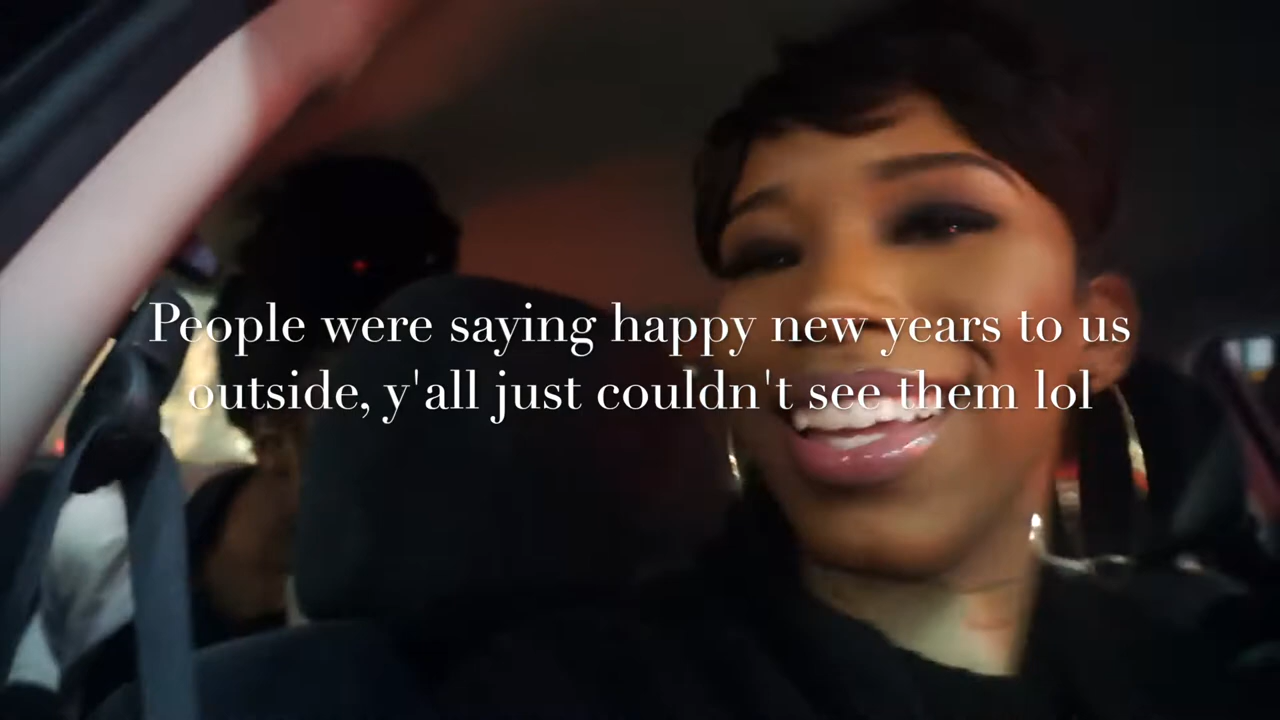 People were saying happy new years to us
outside, y'all just couldn't see them lol